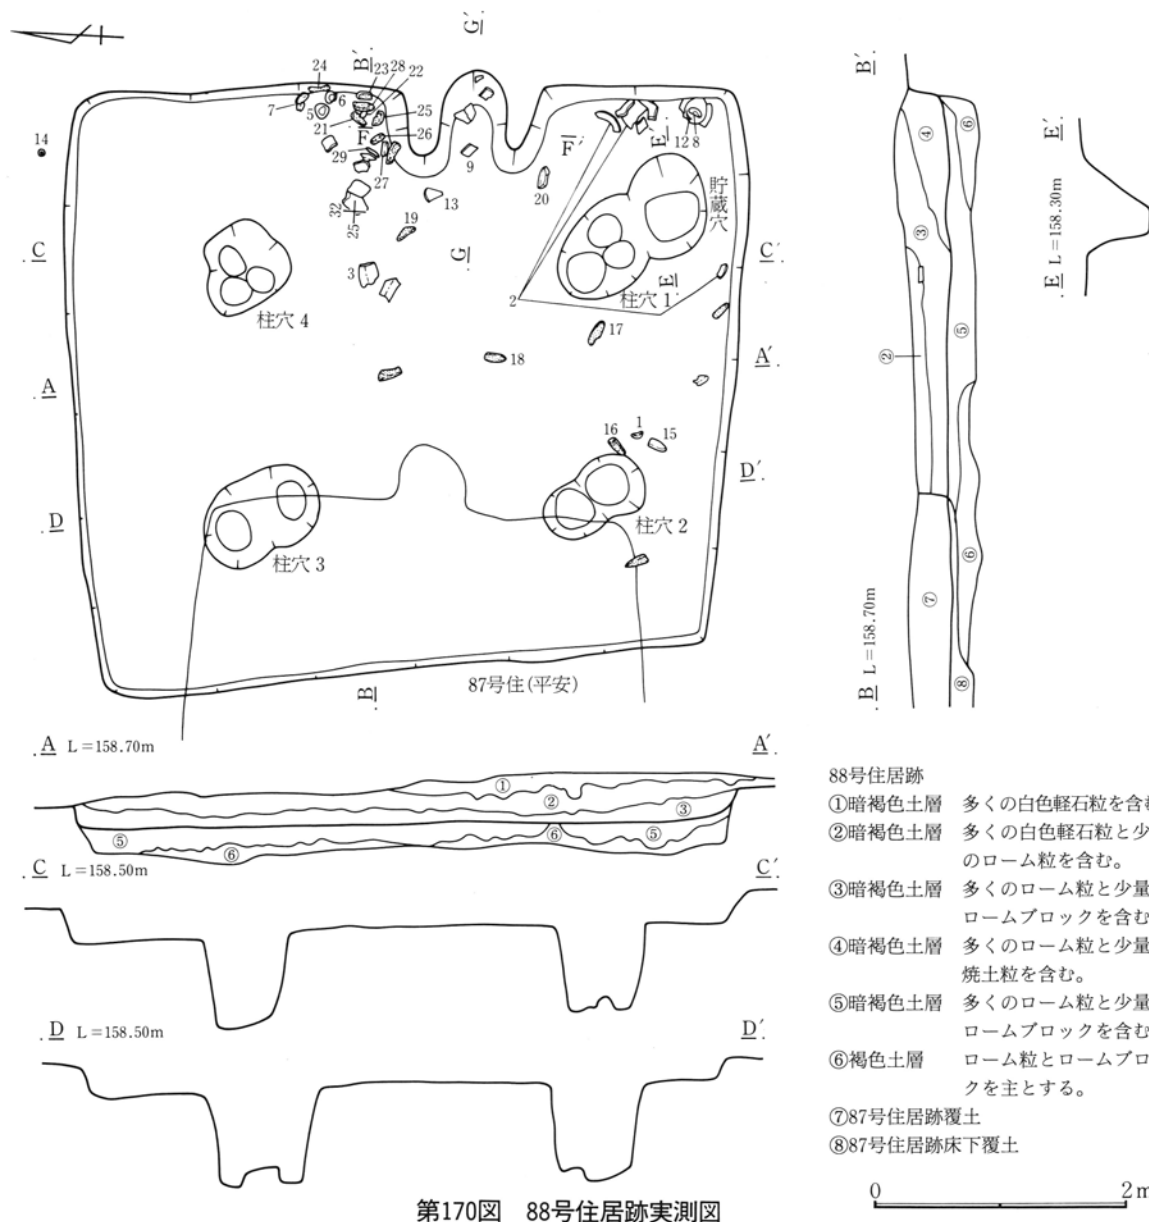 G′
B′
24
23
28
22
7
6
5
25
21
F
26
29
27
14
9
F′
E′
12
8
20
貯蔵穴
32
25
13
19
C
G
C′
3
2
E
柱穴 1
柱穴 4
17
18
A′
A
1
16
15
D′
D
柱穴 2
柱穴 3
B
87号住(平安)
B′
④
⑥
③
②
⑤
⑥
⑦
⑧
B L=158.70m
E′
E L=158.30m
A L=158.70m
A′
①
②
③
⑤
⑥
⑥
⑤
C L=158.50m
C′
D L=158.50m
D′
88号住居跡
①暗褐色土層 多くの白色軽石粒を含
②暗褐色土層 多くの白色軽石粒と少
のローム粒を含む。
③暗褐色土層 多くのローム粒と少量
ロームブロックを含む
④暗褐色土層 多くのローム粒と少量
焼土粒を含む。
⑤暗褐色土層 多くのローム粒と少量
ロームブロックを含む
⑥褐色土層 ローム粒とロームブロ
クを主とする。
⑦87号住居跡覆土
⑧87号住居跡床下覆土
0 2m
第170図 88号住居跡実測図